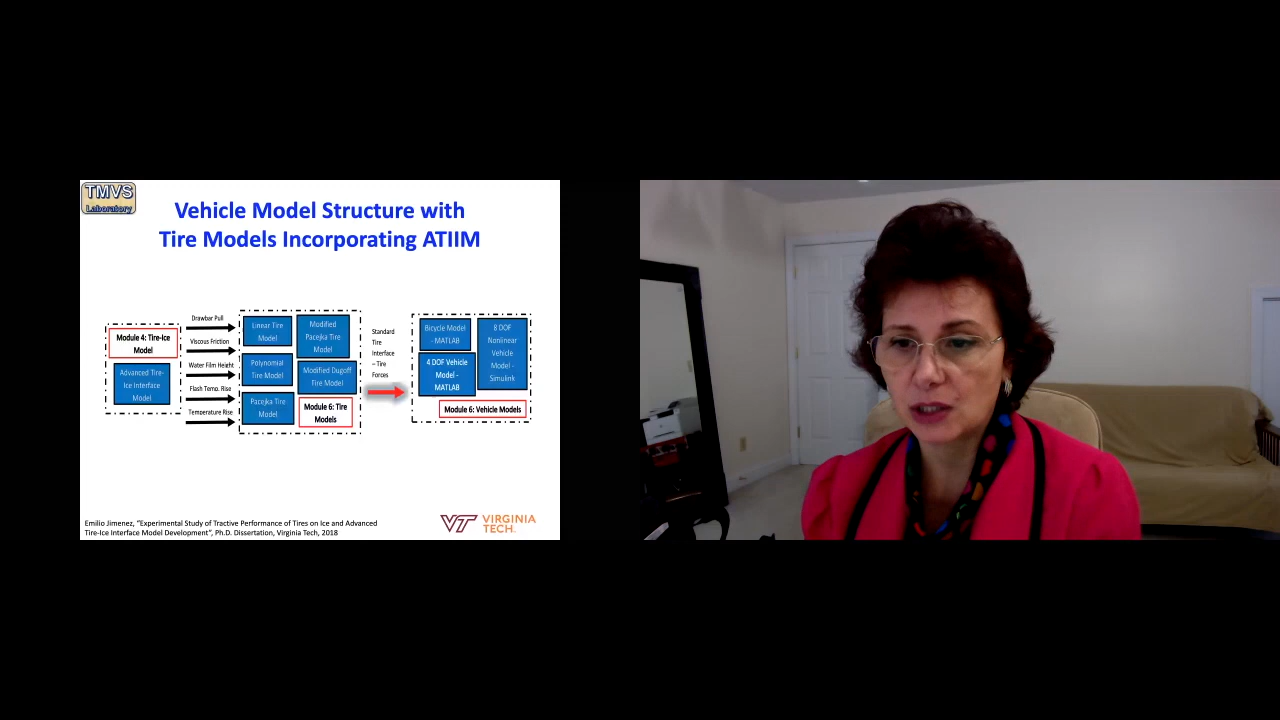 TMVS
Laboratory
Vehicle Model Structure with
Tire Models Incorporating ATIIM
Module 4: Tire-Ice
Model
Advanced Tire-
Ice Interface
Model
Drawbar Pull
Viscous Friction
Water Film Height
Flash Temp. Rise
Temperature Rise
Linear Tire
Model
Modified
Pacejka Tire
Model
Polynomial
Tire Model
Modified Dugoff
Tire Model
Pacejka Tire
Model
Module 6: Tire
Models
Standard
Tire
Interface
– Tire
Forces
Bicycle Model
- MATLAB
8 DOF
Nonlinear
Vehicle
Model -
Simulink
4 DOF Vehicle
Model -
MATLAB
Module 6: Vehicle Models
Emilio Jimenez, "Experimental Study of Tractive Performance of Tires on Ice and Advanced
Tire-Ice Interface Model Development", Ph.D. Dissertation, Virginia Tech, 2018
VT VIRGINIA
TECH.